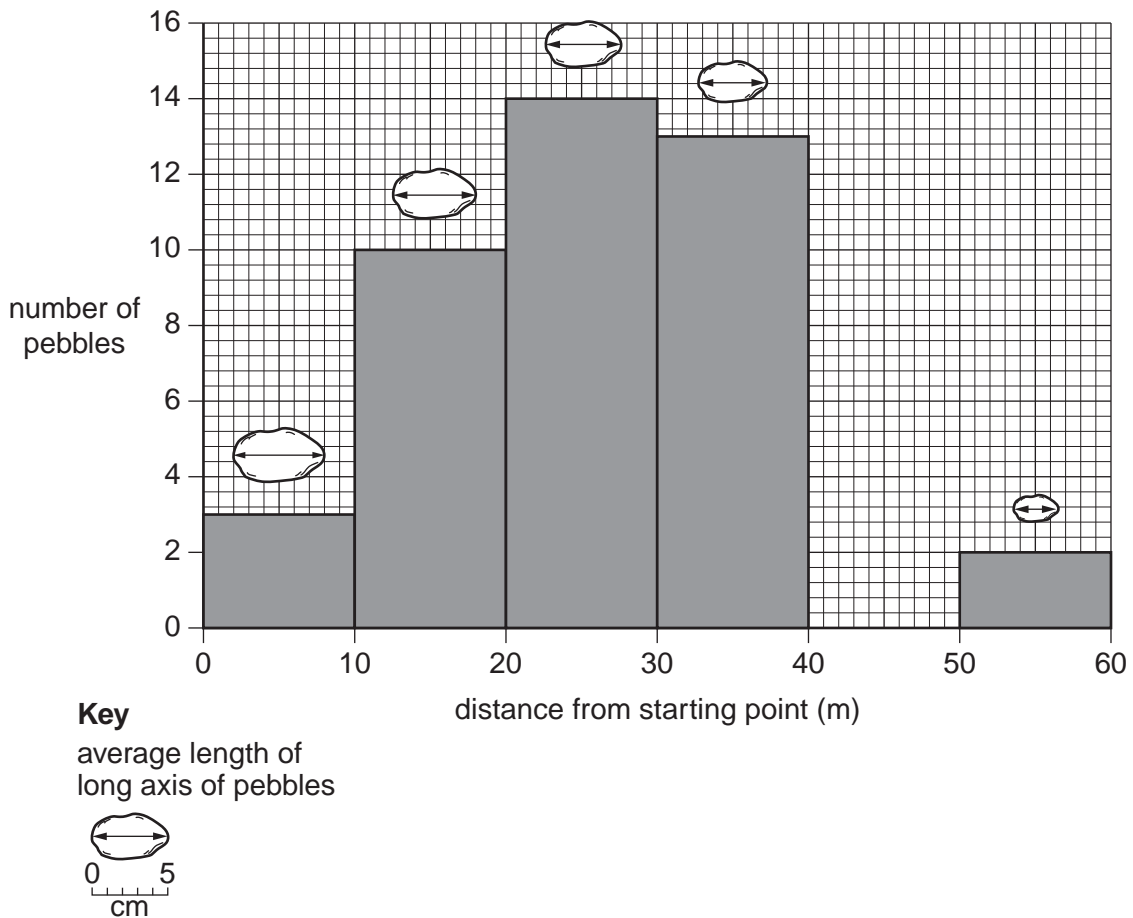 16
14
12
10
8
6
4
2
0
number of
pebbles
0 10 20 30 40 50 60
distance from starting point (m)
Key
average length of
long axis of pebbles
0 5
cm